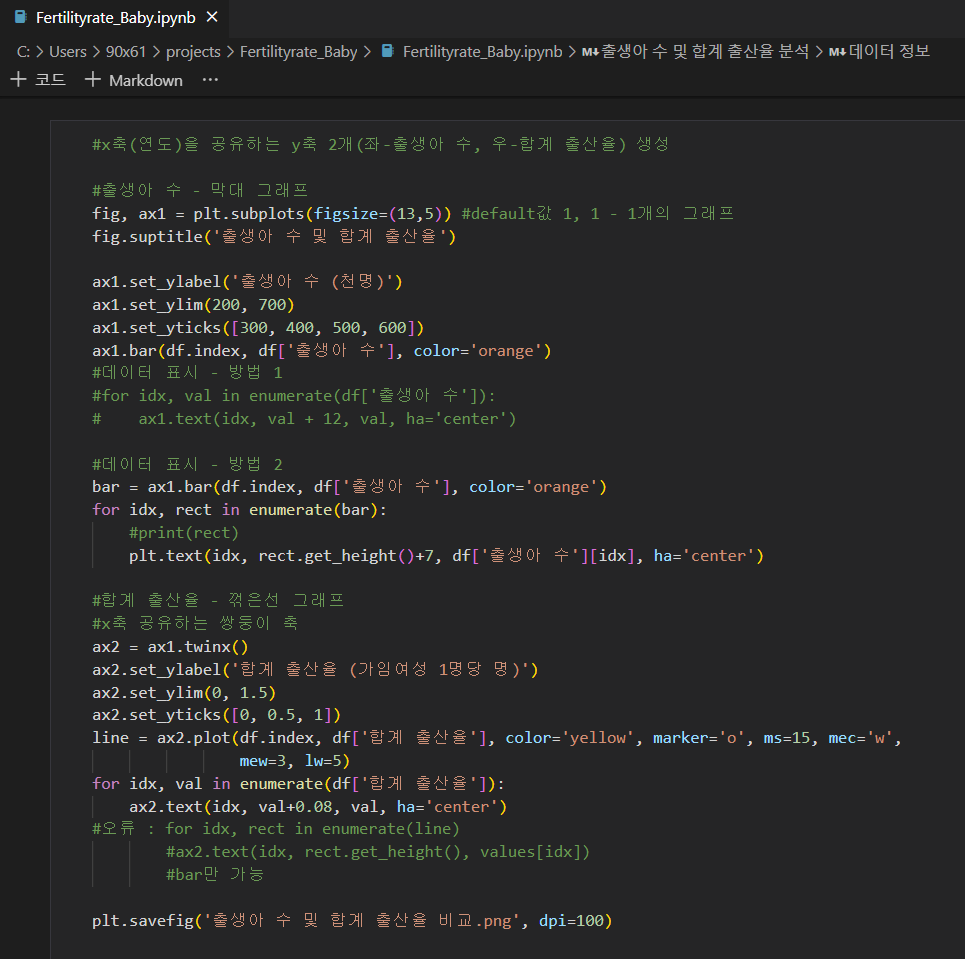 Fertilityrate_Baby.ipynb ×
C: > Users > 90x61 > projects > Fertilityrate_Baby > Fertilityrate_Baby.ipynb > M↓출생아 수 및 합계 출산율 분석 > M↓데이터 정보
+ 코드 + Markdown ...
#x축(연도)을 공유하는 y축 2개(좌-출생아 수, 우-합계 출산율) 생성
#출생아 수 - 막대 그래프
fig, ax1 = plt.subplots(figsize=(13,5)) #default값 1, 1 - 1개의 그래프
fig.suptitle('출생아 수 및 합계 출산율')
ax1.set_ylabel('출생아 수 (천명)')
ax1.set_ylim(200, 700)
ax1.set_yticks([300, 400, 500, 600])
ax1.bar(df.index, df['출생아 수'], color='orange')
#데이터 표시 - 방법 1
#for idx, val in enumerate(df['출생아 수']):
#    ax1.text(idx, val + 12, val, ha='center')
#데이터 표시 - 방법 2
bar = ax1.bar(df.index, df['출생아 수'], color='orange')
for idx, rect in enumerate(bar):
    #print(rect)
    plt.text(idx, rect.get_height()+7, df['출생아 수'][idx], ha='center')
#합계 출산율 - 꺾은선 그래프
#x축 공유하는 쌍둥이 축
ax2 = ax1.twinx()
ax2.set_ylabel('합계 출산율 (가임여성 1명당 명)')
ax2.set_ylim(0, 1.5)
ax2.set_yticks([0, 0.5, 1])
line = ax2.plot(df.index, df['합계 출산율'], color='yellow', marker='o', ms=15, mec='w',
                mew=3, lw=5)
for idx, val in enumerate(df['합계 출산율']):
    ax2.text(idx, val+0.08, val, ha='center')
#오류 : for idx, rect in enumerate(line)
        #ax2.text(idx, rect.get_height(), values[idx])
        #bar만 가능
plt.savefig('출생아 수 및 합계 출산율 비교.png', dpi=100)